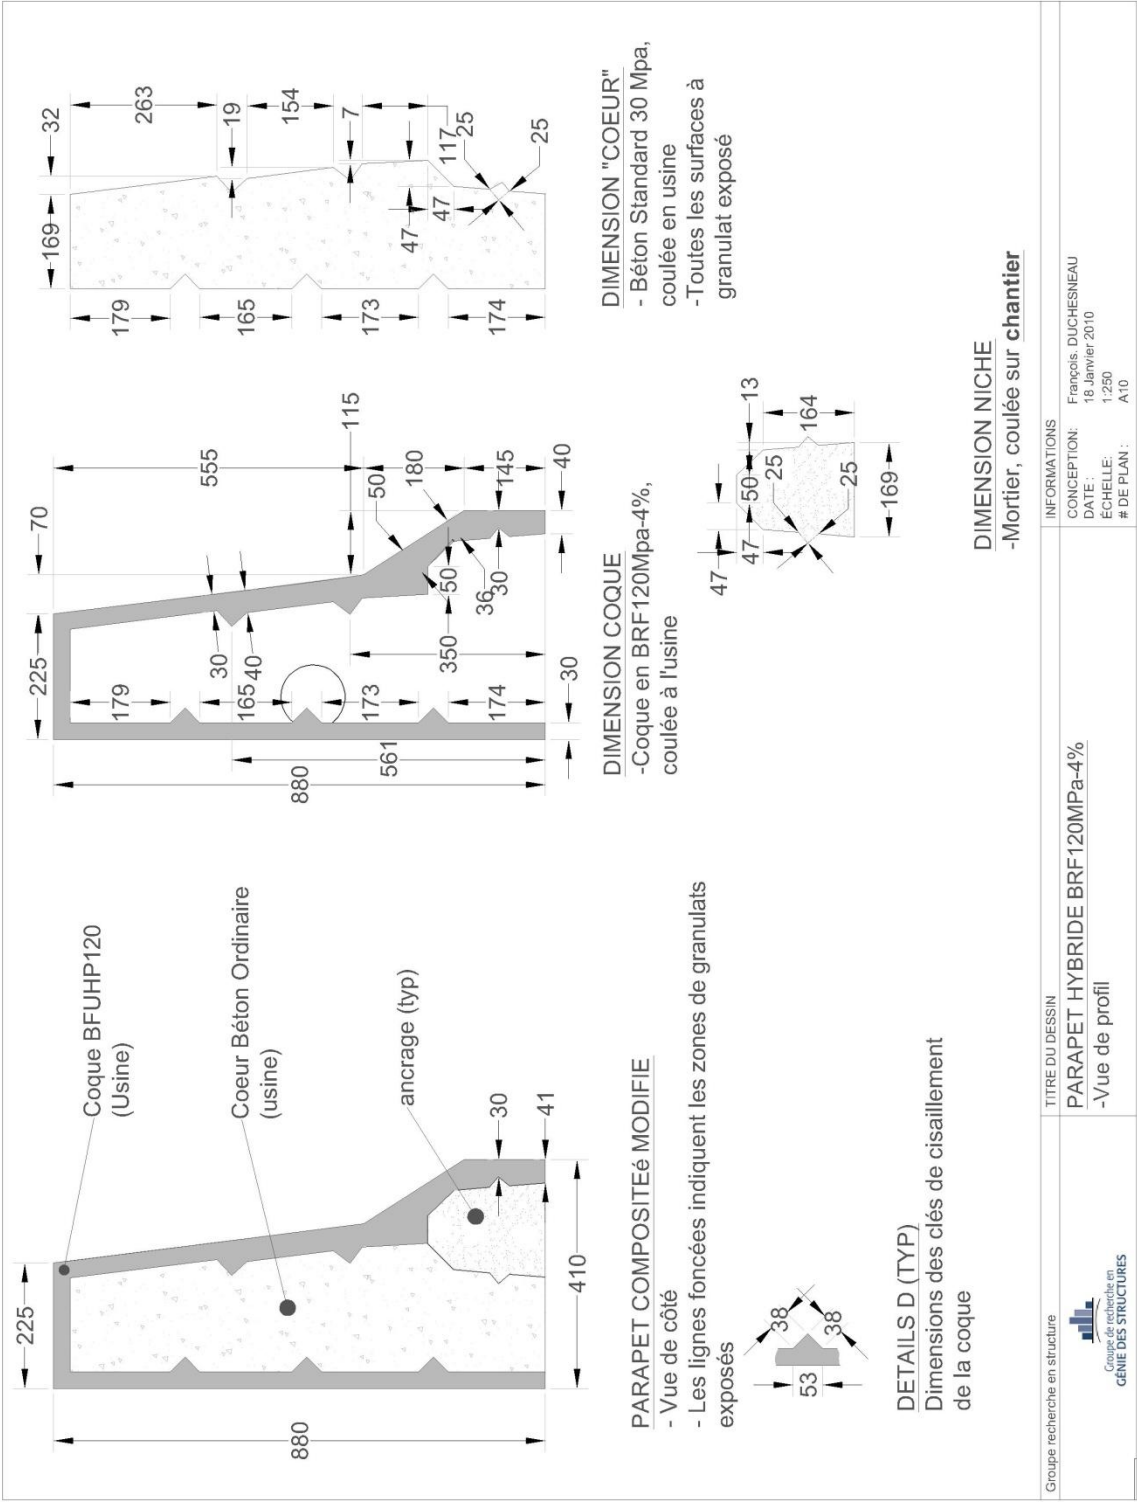 225
880
410
30
41
Coque BFUHP120
(Usine)
Coeur Béton Ordinaire
(usine)
ancrage (typ)
PARAPET COMPOSITEé MODIFIE
- Vue de côté
- Les lignes foncées indiquent les zones de granulats
exposés
53
38
38
DETAILS D (TYP)
Dimensions des clés de cisaillement
de la coque
225
70
880
561
179
165
173
174
30
40
350
555
115
50
180
50
36
30
145
40
30
DIMENSION COQUE
-Coque en BRF120Mpa-4%,
coulée à l'usine
169
32
263
19
154
7
117
25
25
47
47
179
165
173
174
DIMENSION "COEUR"
- Béton Standard 30 Mpa,
coulée en usine
-Toutes les surfaces à
granulat exposé
47
47
50
13
25
25
164
169
DIMENSION NICHE
-Mortier, coulée sur chantier
Groupe recherche en structure
Groupe de recherche en
GÉNIE DES STRUCTURES
TITRE DU DESSIN
PARAPET HYBRIDE BRF120MPa-4%
-Vue de profil
INFORMATIONS
CONCEPTION: François. DUCHESNEAU
DATE : 18 Janvier 2010
ÉCHELLE: 1:250
# DE PLAN : A10